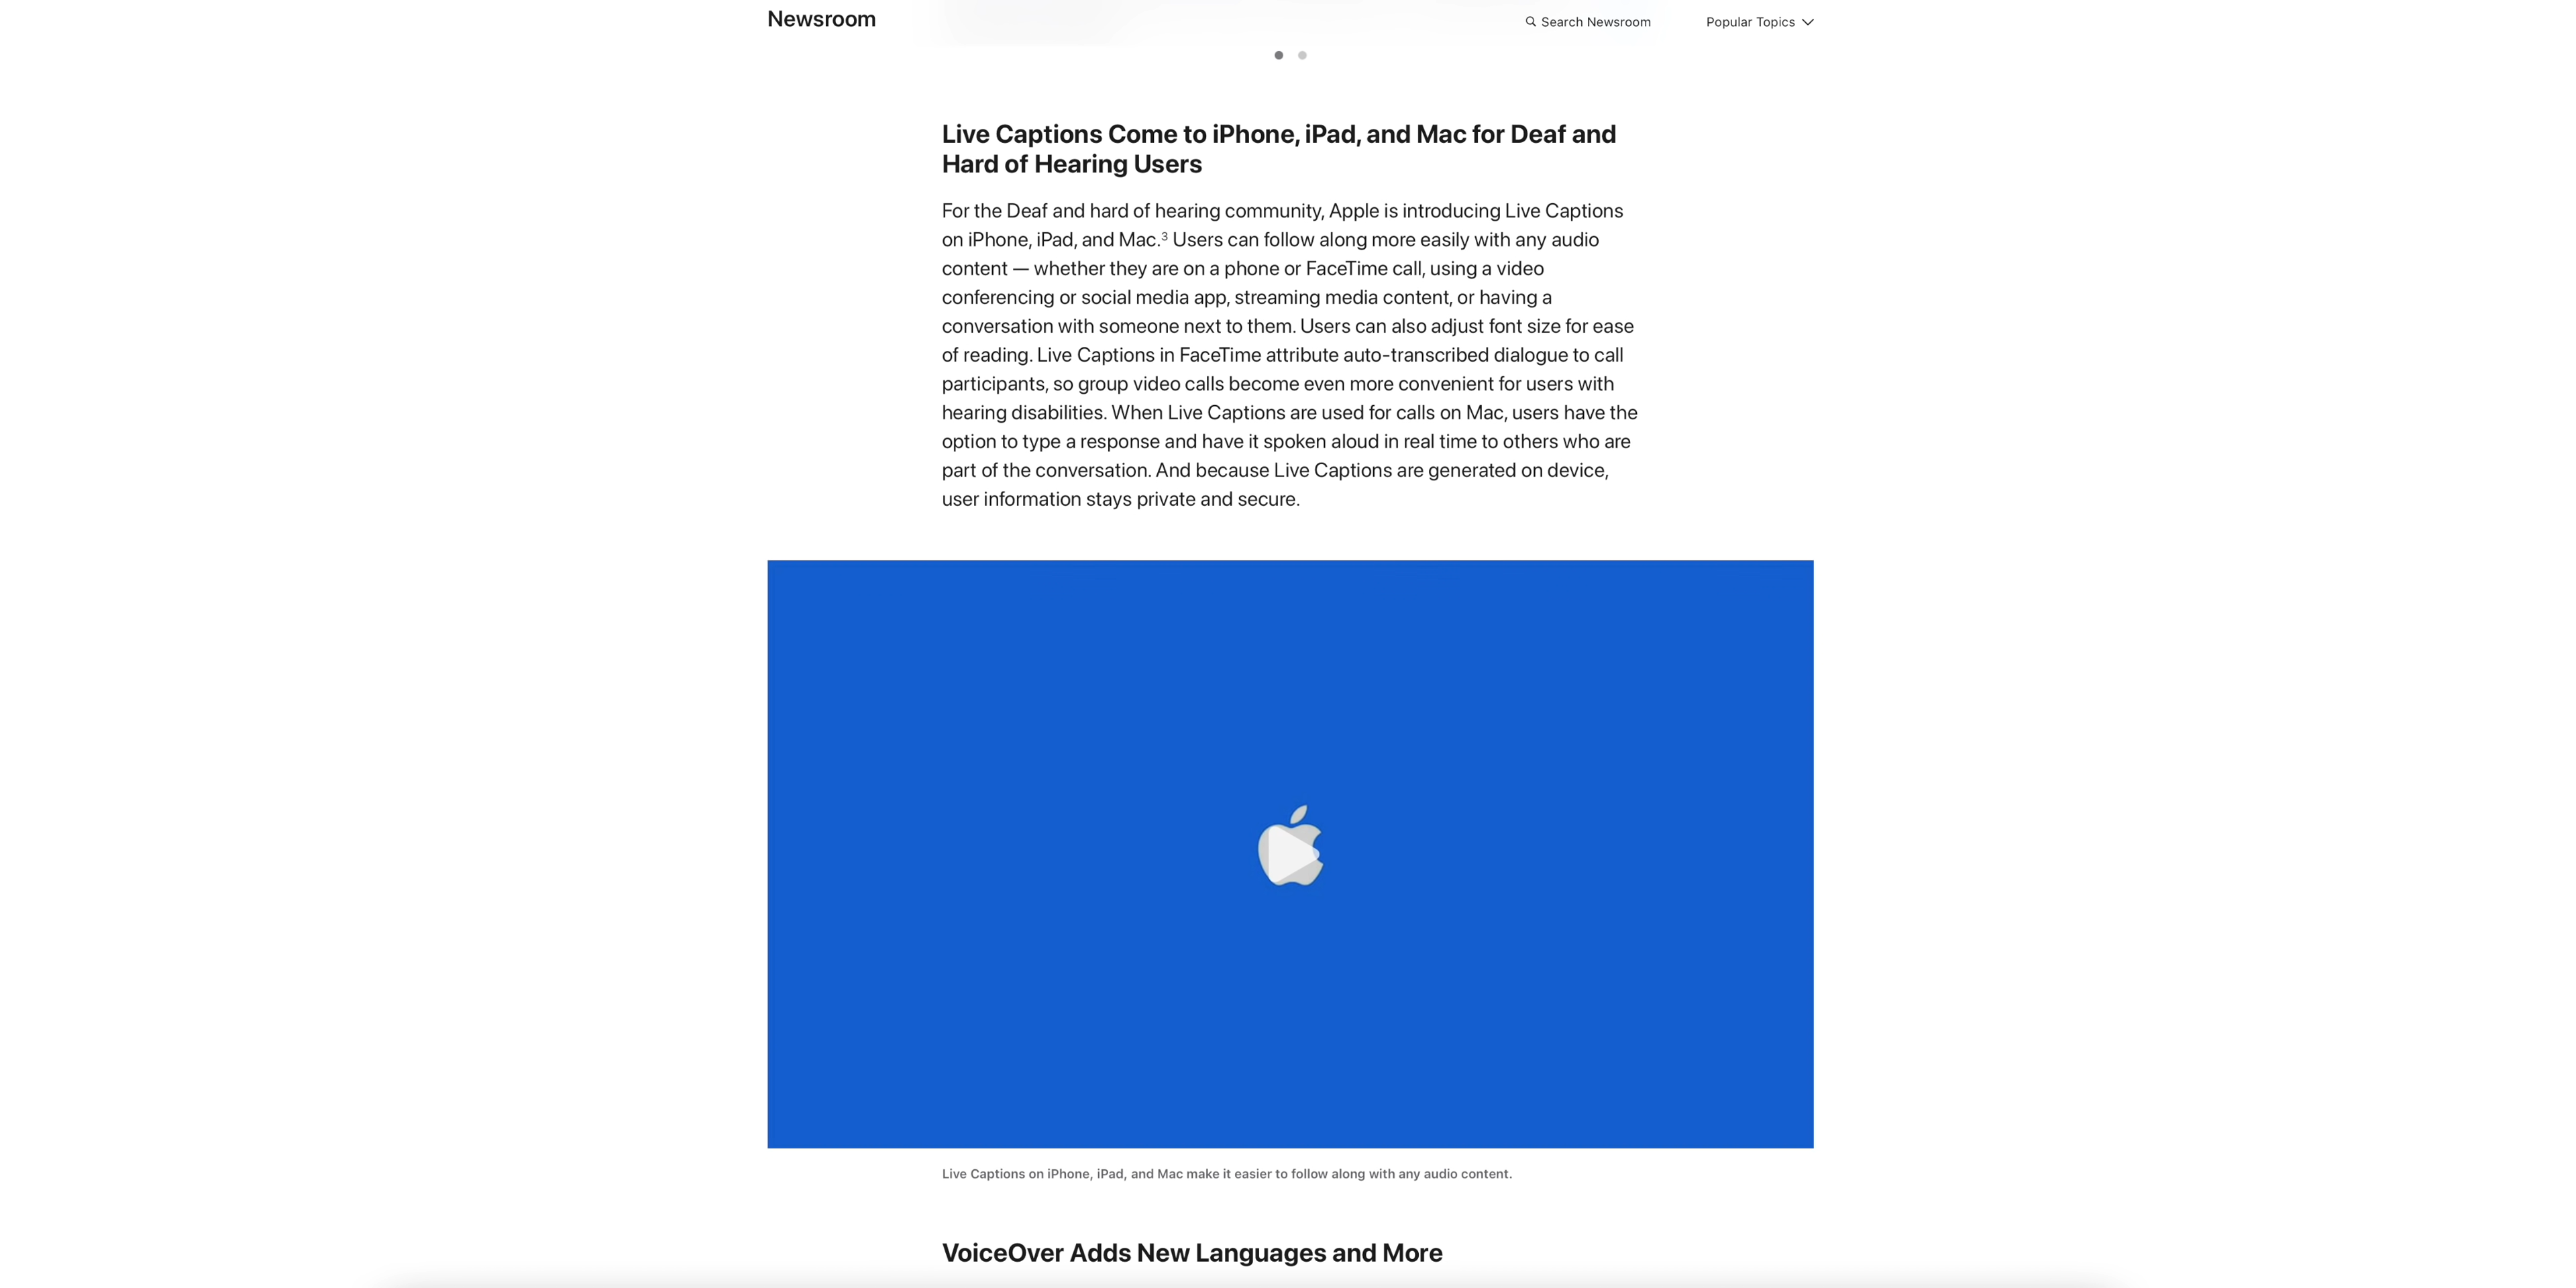 Newsroom
Search Newsroom
Popular Topics
Live Captions Come to iPhone, iPad, and Mac for Deaf and
Hard of Hearing Users
For the Deaf and hard of hearing community, Apple is introducing Live Captions
on iPhone, iPad, and Mac.³ Users can follow along more easily with any audio
content — whether they are on a phone or FaceTime call, using a video
conferencing or social media app, streaming media content, or having a
conversation with someone next to them. Users can also adjust font size for ease
of reading. Live Captions in FaceTime attribute auto-transcribed dialogue to call
participants, so group video calls become even more convenient for users with
hearing disabilities. When Live Captions are used for calls on Mac, users have the
option to type a response and have it spoken aloud in real time to others who are
part of the conversation. And because Live Captions are generated on device,
user information stays private and secure.
Live Captions on iPhone, iPad, and Mac make it easier to follow along with any audio content.
VoiceOver Adds New Languages and More